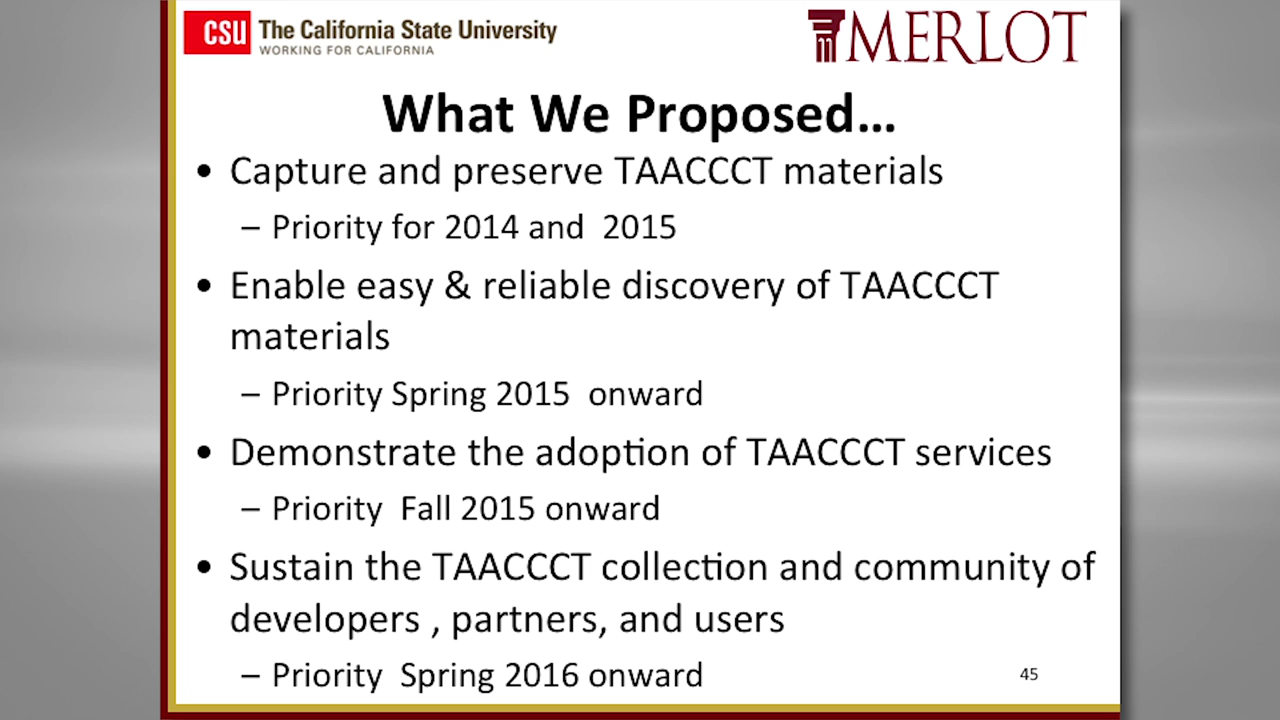 CSU The California State University
WORKING FOR CALIFORNIA
MERLOT
What We Proposed...
• Capture and preserve TAACCCT materials
– Priority for 2014 and 2015
• Enable easy & reliable discovery of TAACCCT
materials
– Priority Spring 2015 onward
• Demonstrate the adoption of TAACCCT services
– Priority Fall 2015 onward
• Sustain the TAACCCT collection and community of
developers , partners, and users
– Priority Spring 2016 onward
45